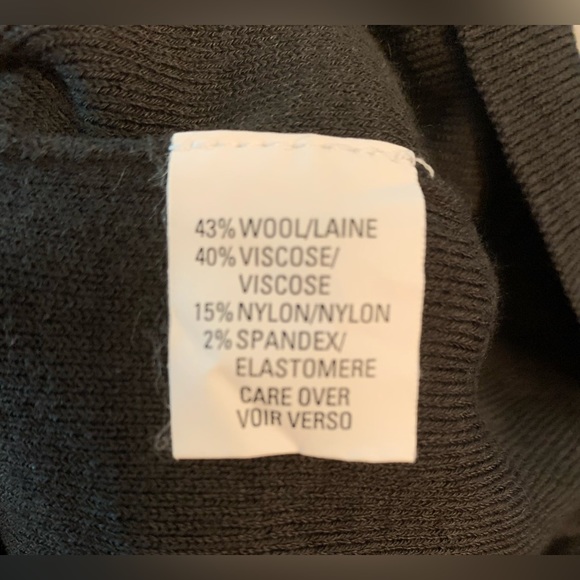 43% WOOL/LAINE
40% VISCOSE/
VISCOSE
15% NYLON/NYLON
2% SPANDEX/
ELASTOMERE
CARE OVER
VOIR VERSO